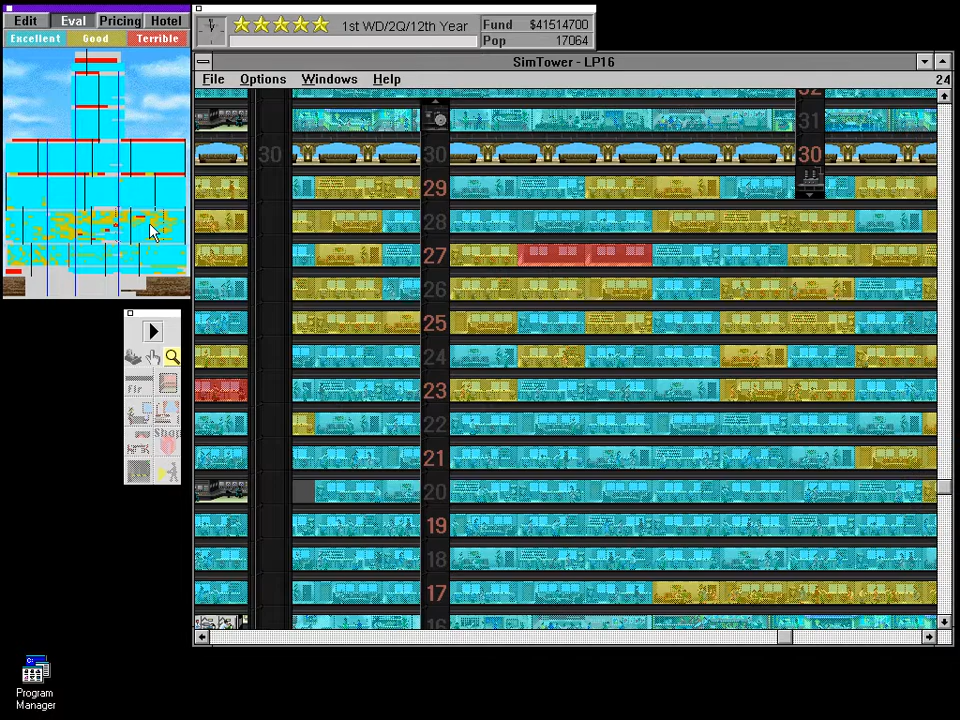 Edit Eval Pricing Hotel
Excellent Good Terrible
1st WD/2Q/12th Year
Fund $41514700
Pop 17064
SimTower - LP16
File Options Windows Help
24
31
30 30 30
29
28
27
26
25
24
23
22
21
20
19
18
17
16
Shop
Program
Manager